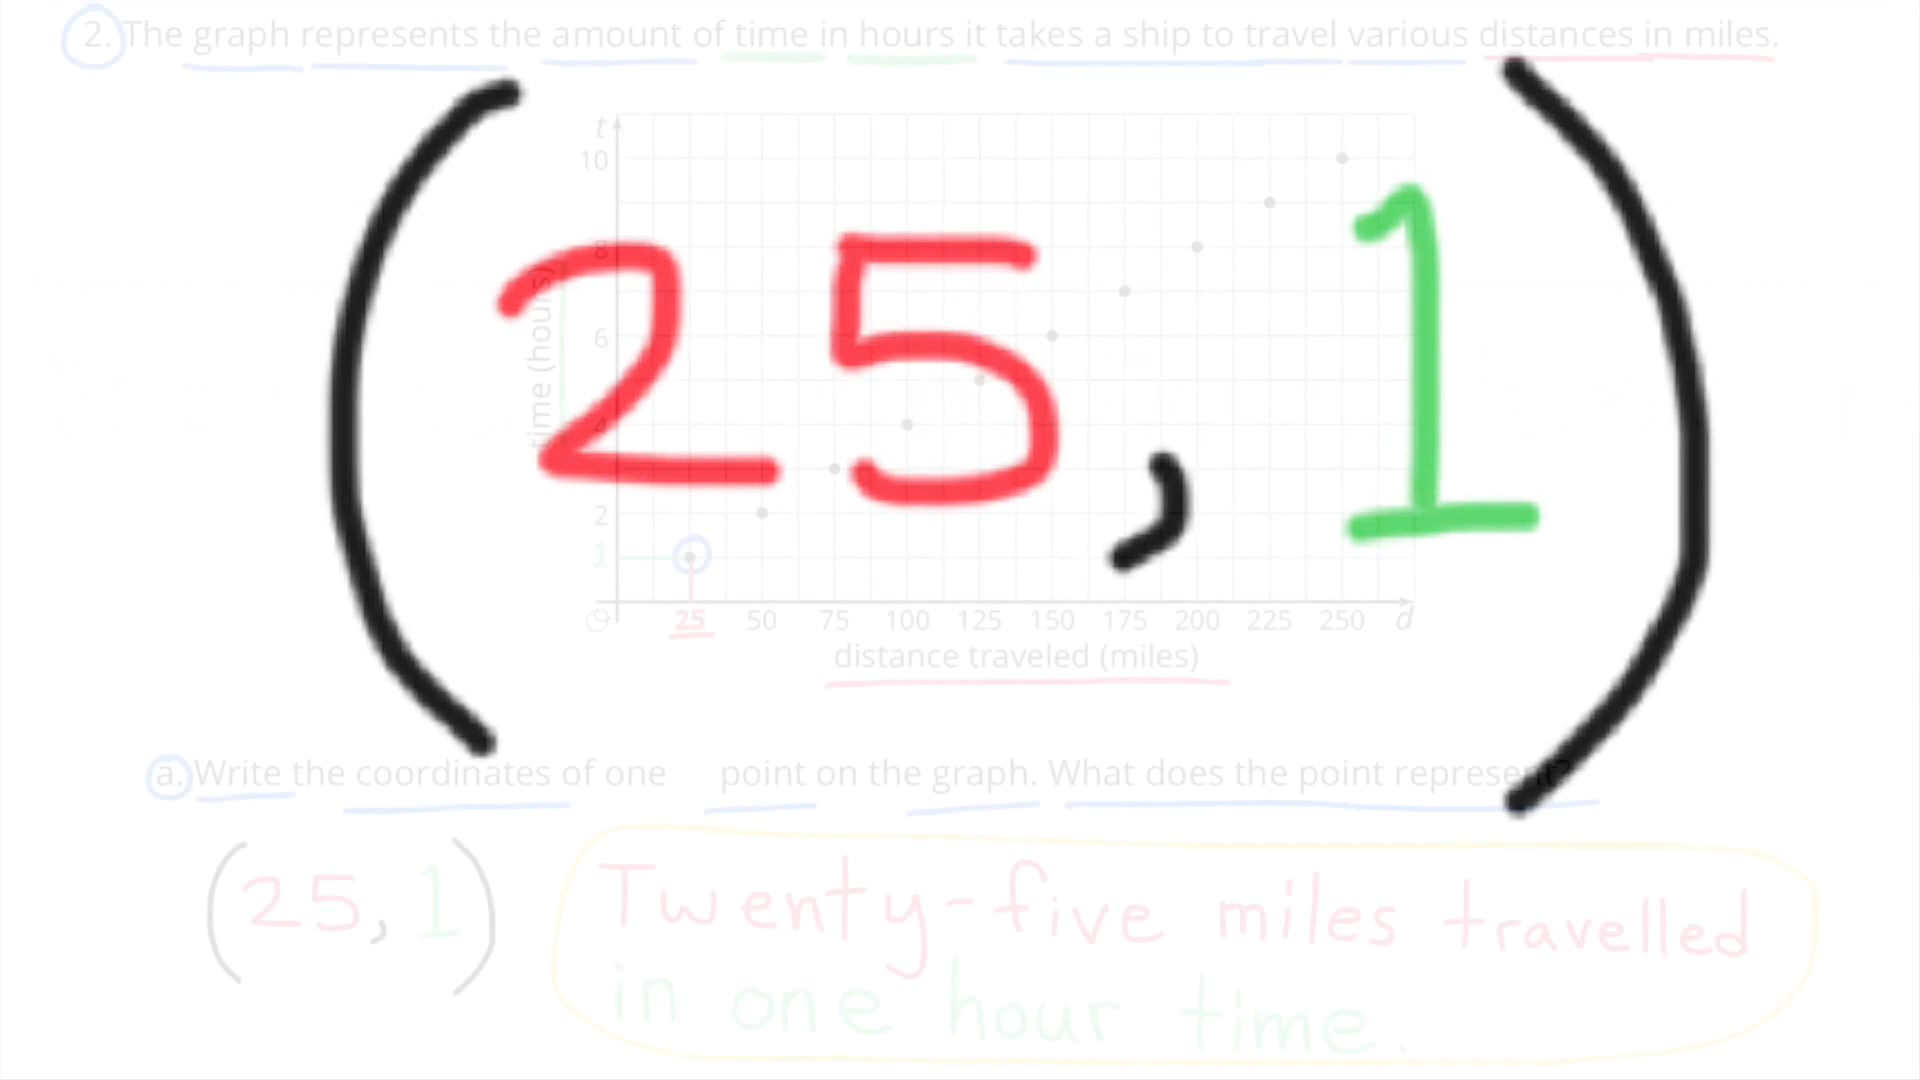 2. The graph represents the amount of time in hours it takes a ship to travel various distances in miles.
(25, 1)
t
10
8
6
4
2
1
time (hours)
25 50 75 100 125 150 175 200 225 250 d
distance traveled (miles)
a. Write the coordinates of one point on the graph. What does the point represent?
(25, 1) Twenty-five miles travelled
in one hour time.